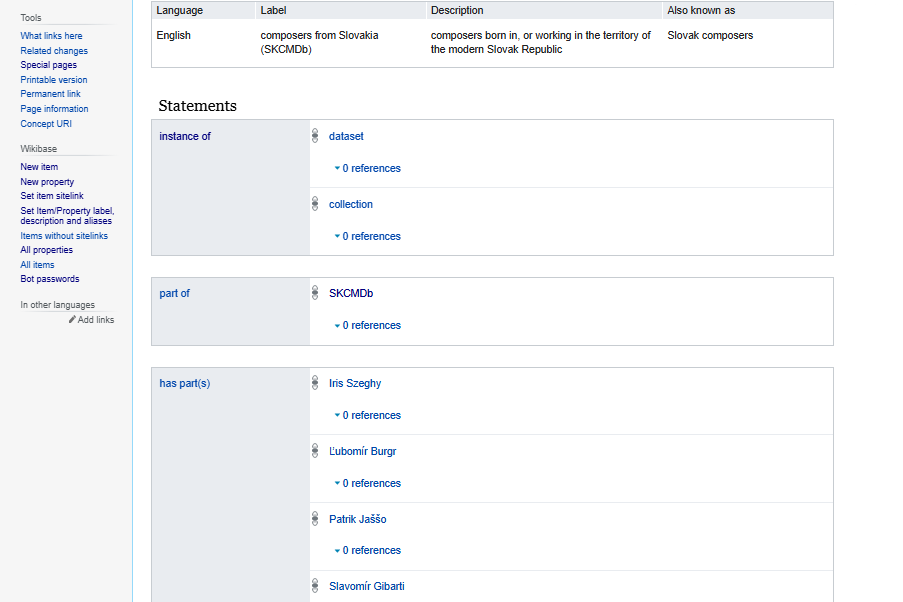 Tools
What links here
Related changes
Special pages
Printable version
Permanent link
Page information
Concept URI
Wikibase
New item
New property
Set item sitelink
Set Item/Property label,
description and aliases
Items without sitelinks
All properties
All items
Bot passwords
In other languages
Add links
Language Label Description Also known as
English composers from Slovakia composers born in, or working in the territory of Slovak composers
(SKCMDb) the modern Slovak Republic
Statements
instance of dataset
0 references
collection
0 references
part of SKCMDb
0 references
has part(s) Iris Szeghy
0 references
Ľubomír Burgr
0 references
Patrik Jaššo
0 references
Slavomír Gibarti